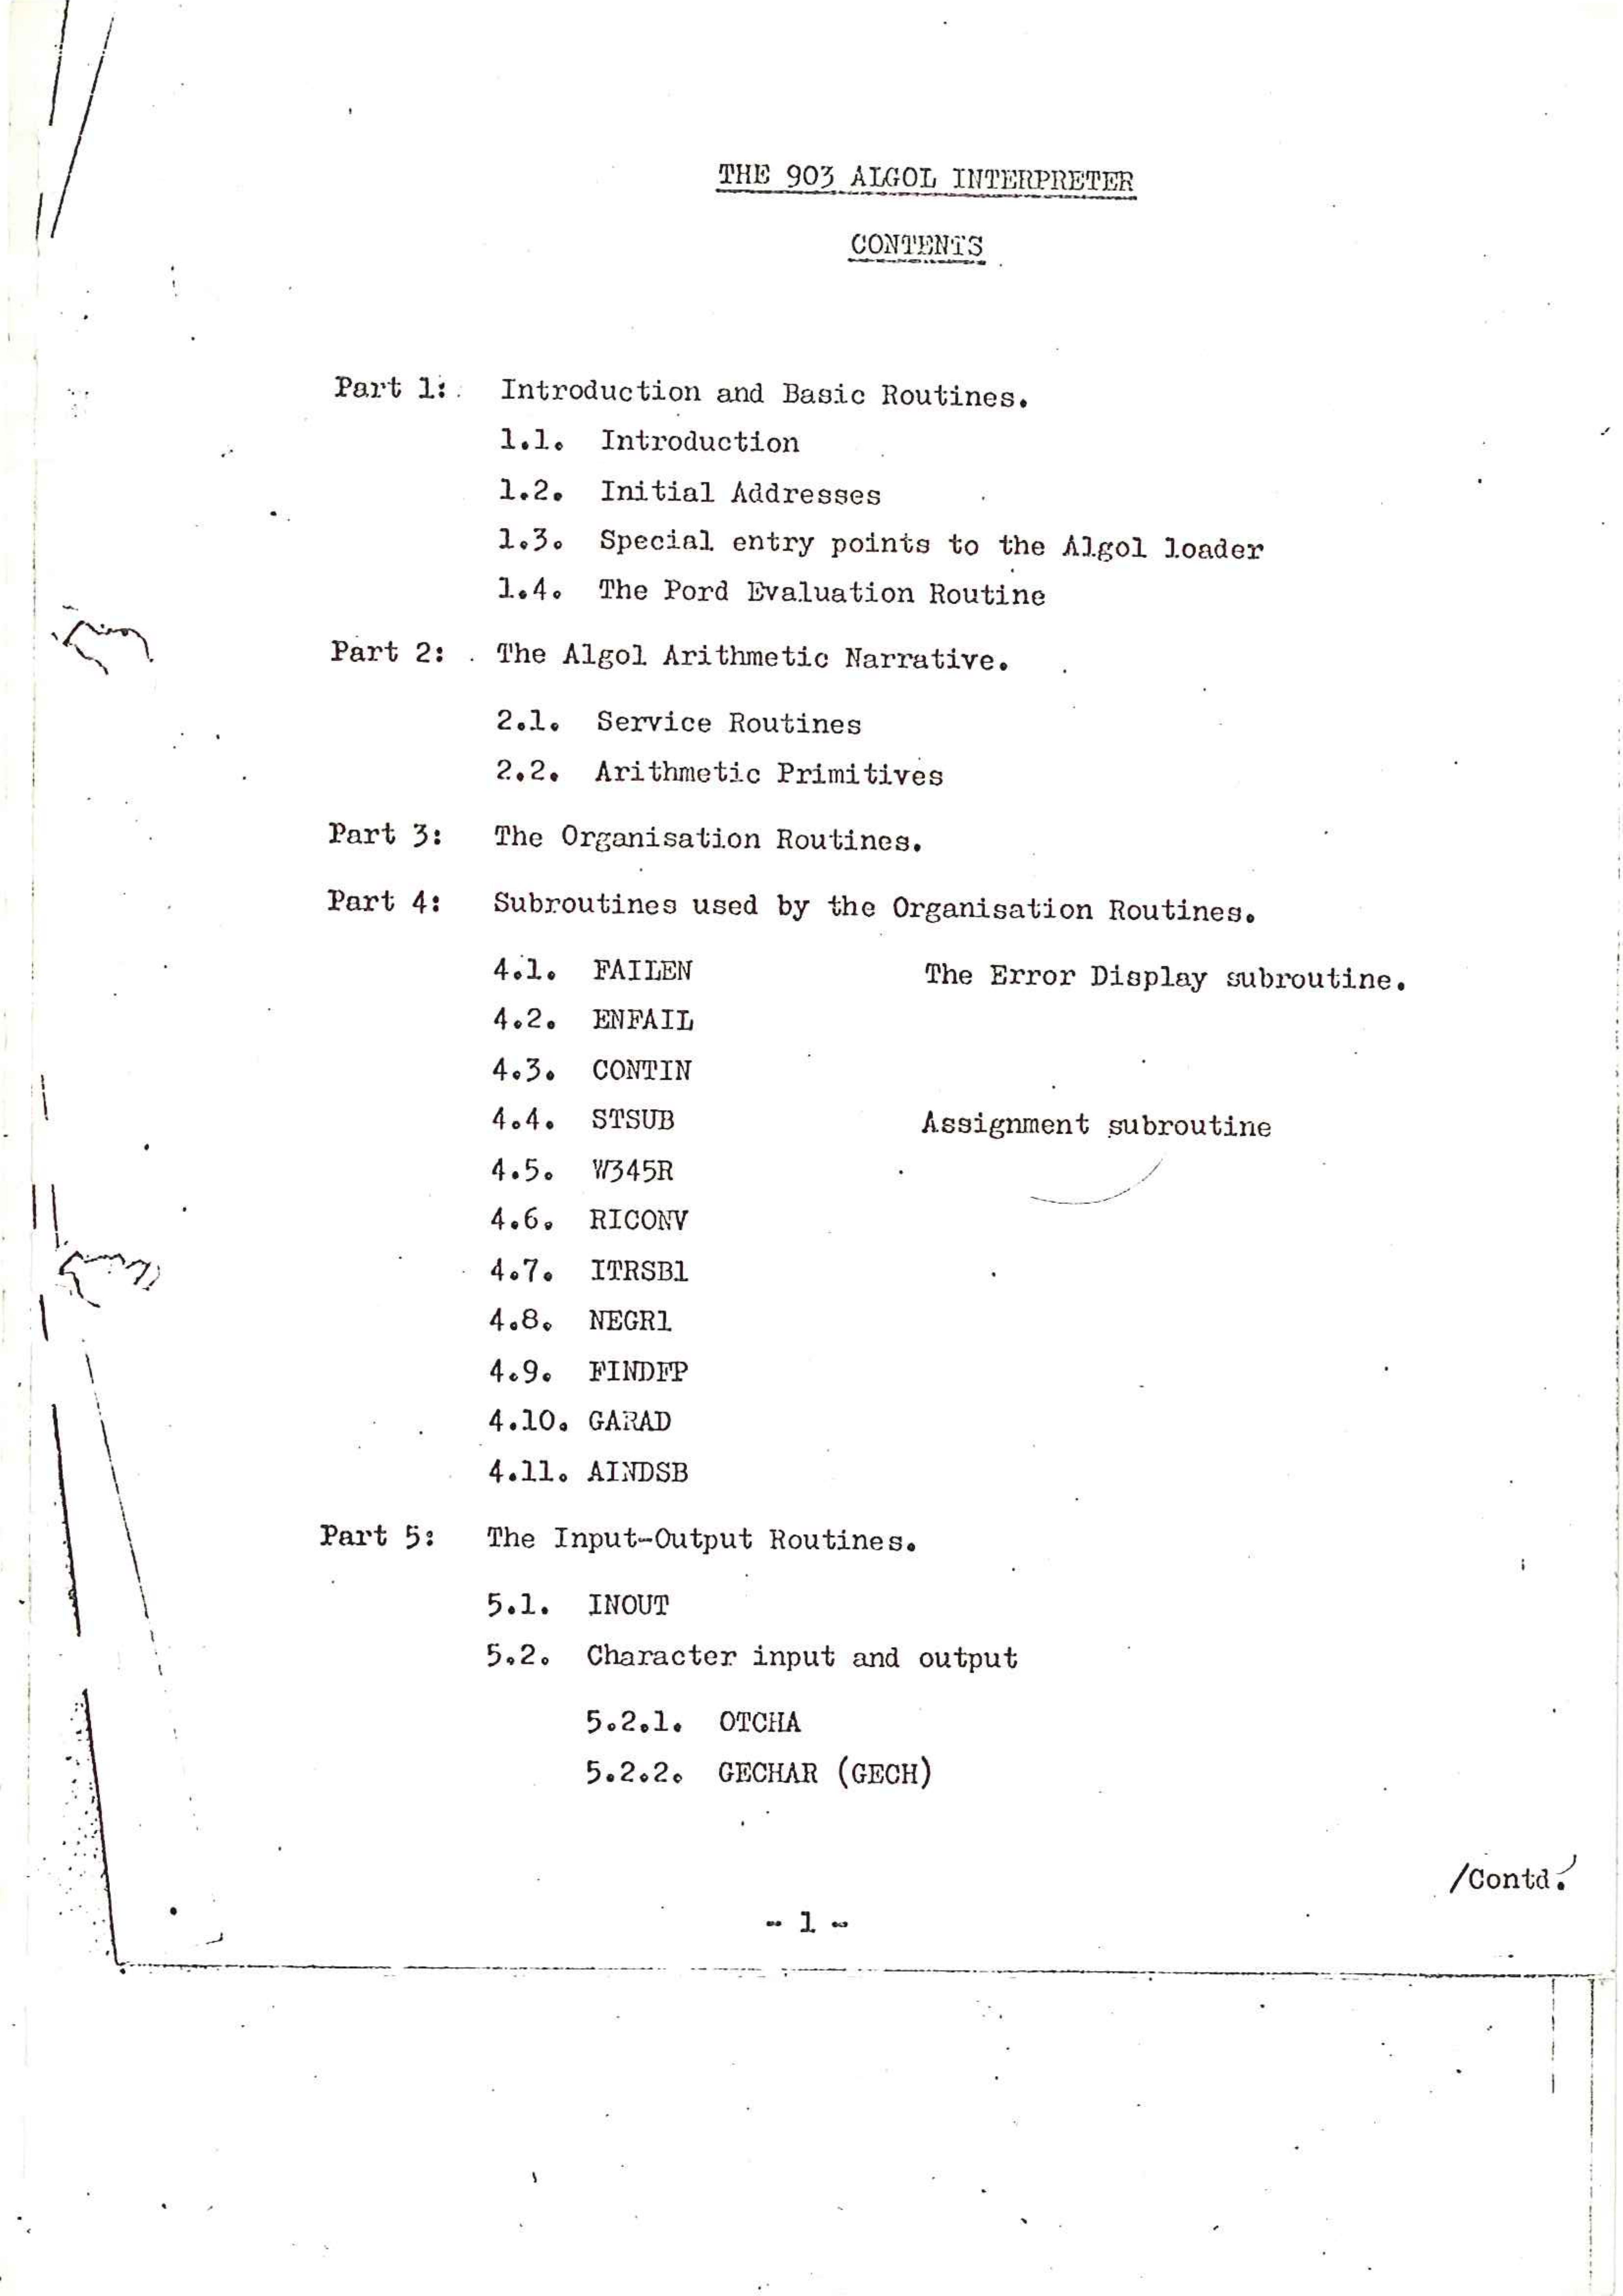 THE 903 ALGOL INTERPRETER
CONTENTS
Part 1: Introduction and Basic Routines.
1.1. Introduction
1.2. Initial Addresses
1.3. Special entry points to the Algol loader
1.4. The Pord Evaluation Routine
Part 2: The Algol Arithmetic Narrative.
2.1. Service Routines
2.2. Arithmetic Primitives
Part 3: The Organisation Routines.
Part 4: Subroutines used by the Organisation Routines.
4.1. FAILEN The Error Display subroutine.
4.2. ENFAIL
4.3. CONTIN
4.4. STSUB Assignment subroutine
4.5. W345R
4.6. RICONV
4.7. ITRSB1
4.8. NEGR1
4.9. FINDFP
4.10. GARAD
4.11. AINDSB
Part 5: The Input-Output Routines.
5.1. INOUT
5.2. Character input and output
5.2.1. OTCHA
5.2.2. GECHAR (GECH)
/Contd.
- 1 -